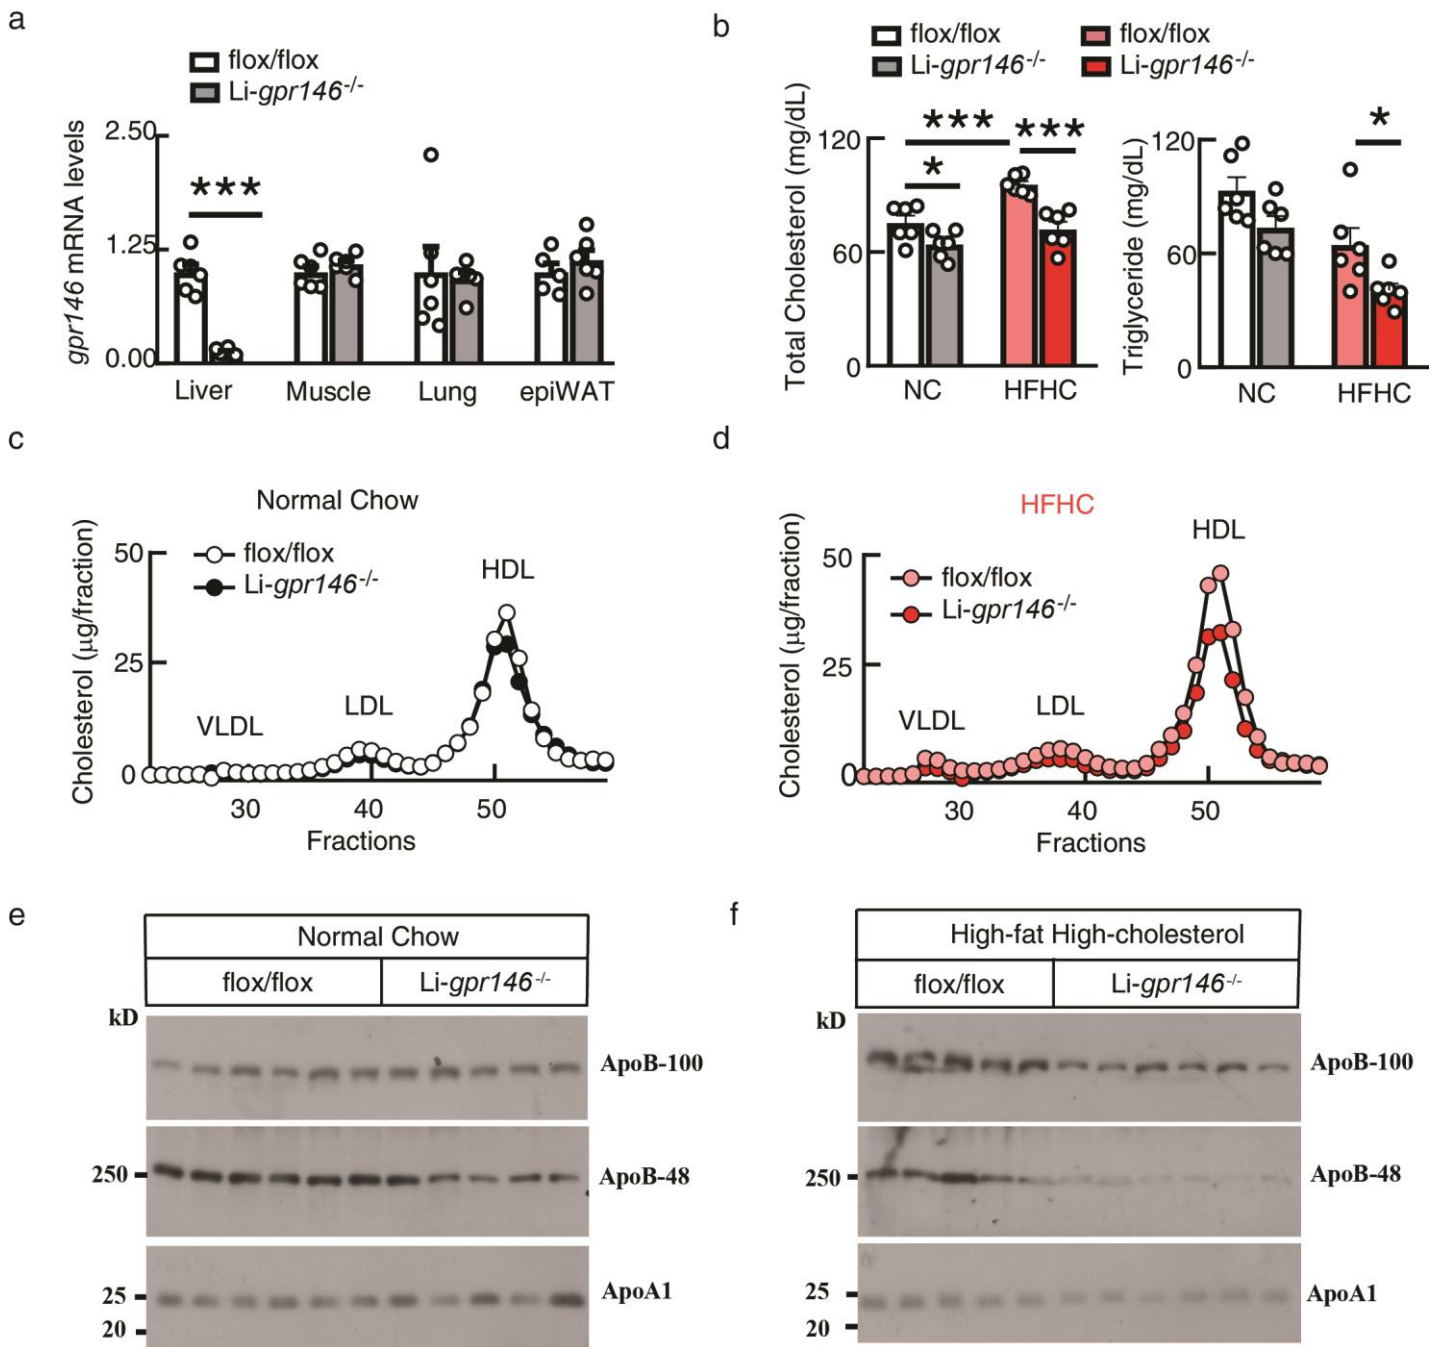 a
flox/flox
Li-gpr146-/-
gpr146 mRNA levels
2.50
1.25
0.00
***
Liver
Muscle
Lung
epiWAT
b
flox/flox
Li-gpr146-/-
flox/flox
Li-gpr146-/-
Total Cholesterol (mg/dL)
120
60
0
***
***
*
NC
HFHC
Triglyceride (mg/dL)
120
60
0
*
NC
HFHC
c
Normal Chow
flox/flox
Li-gpr146-/-
Cholesterol (µg/fraction)
50
25
0
VLDL
LDL
HDL
30
40
50
Fractions
d
HFHC
flox/flox
Li-gpr146-/-
Cholesterol (µg/fraction)
50
25
0
VLDL
LDL
HDL
30
40
50
Fractions
e
Normal Chow
flox/flox
Li-gpr146-/-
kD
ApoB-100
250
ApoB-48
25
20
ApoA1
f
High-fat High-cholesterol
flox/flox
Li-gpr146-/-
kD
ApoB-100
250
ApoB-48
25
20
ApoA1